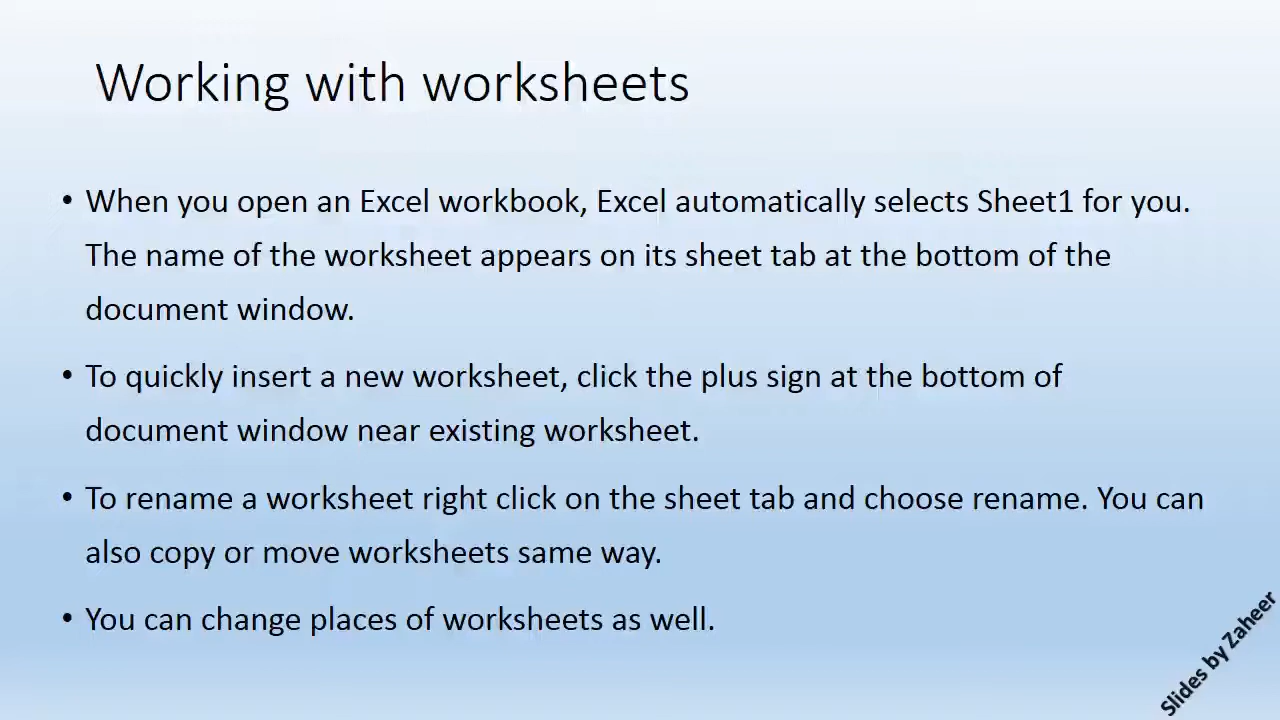 Working with worksheets
• When you open an Excel workbook, Excel automatically selects Sheet1 for you.
The name of the worksheet appears on its sheet tab at the bottom of the
document window.
• To quickly insert a new worksheet, click the plus sign at the bottom of
document window near existing worksheet.
• To rename a worksheet right click on the sheet tab and choose rename. You can
also copy or move worksheets same way.
• You can change places of worksheets as well.
Slides by Zaheer